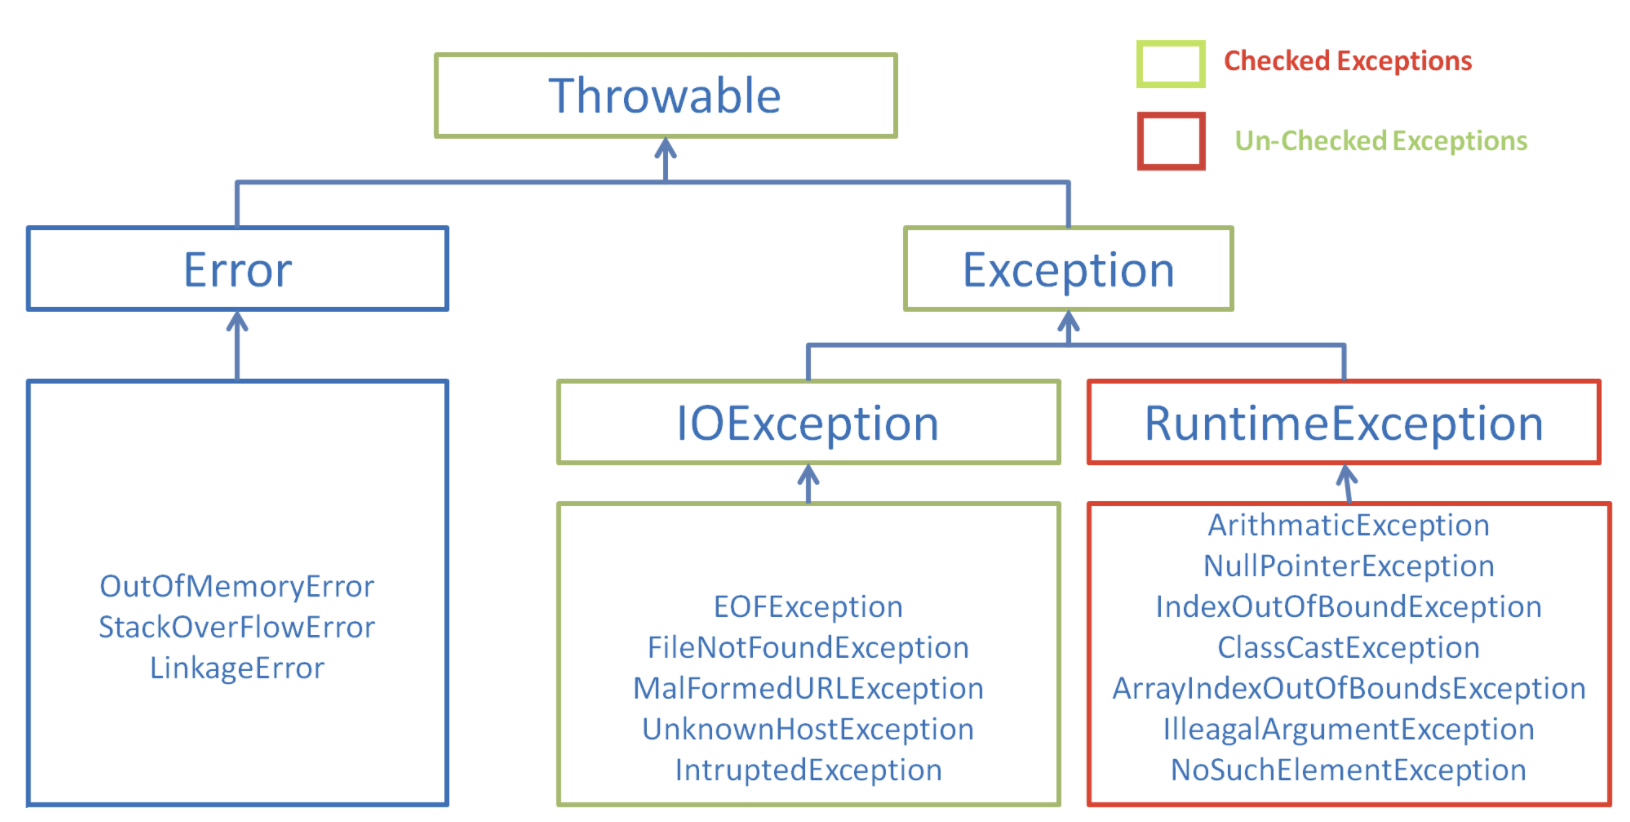 Throwable
Checked Exceptions
Un-Checked Exceptions
Error
Exception
IOException
RuntimeException
OutOfMemoryError
StackOverFlowError
LinkageError
EOFException
FileNotFoundException
MalFormedURLException
UnknownHostException
IntruptedException
ArithmaticException
NullPointerException
IndexOutOfBoundException
ClassCastException
ArrayIndexOutOfBoundsException
IlleagalArgumentException
NoSuchElementException